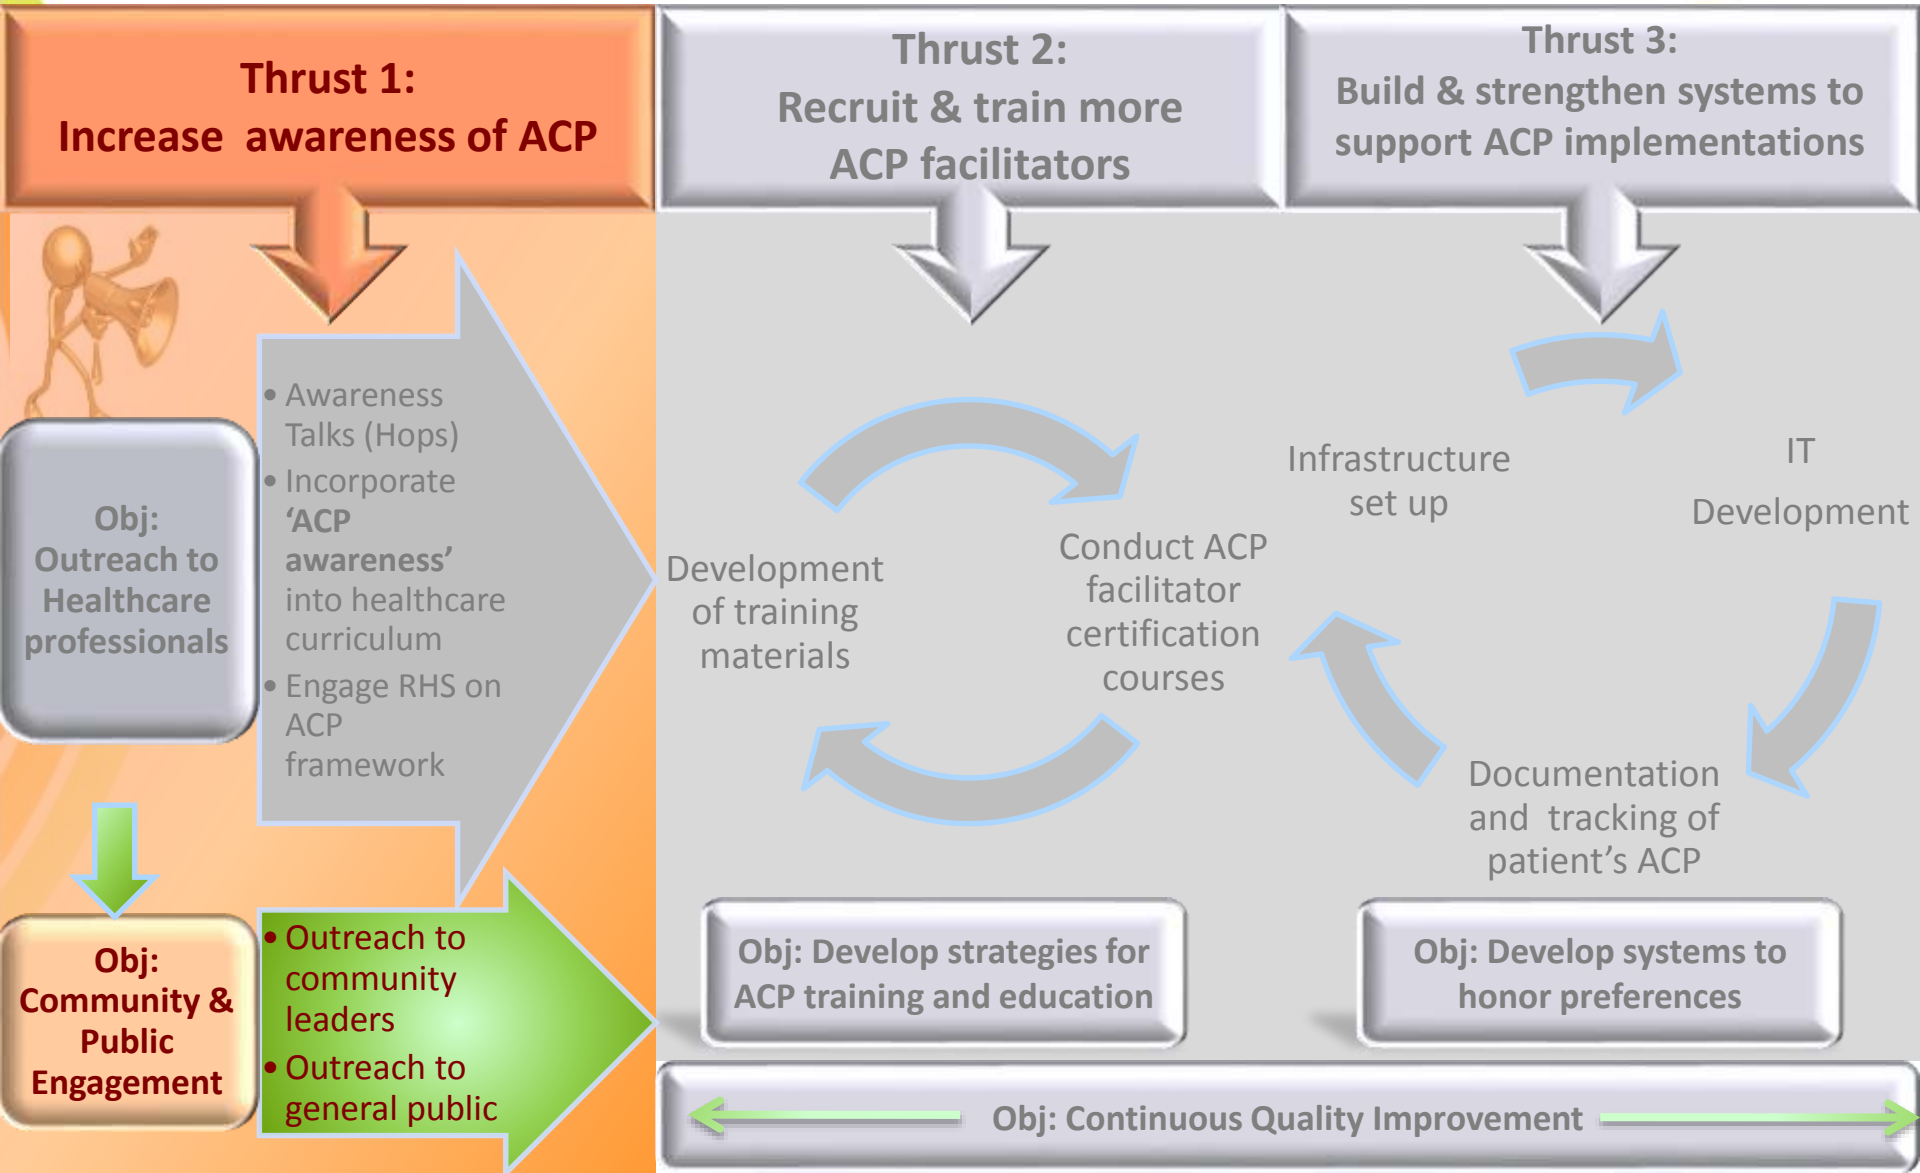 Thrust 1:
Increase awareness of ACP
Thrust 2:
Recruit & train more
ACP facilitators
Thrust 3:
Build & strengthen systems to
support ACP implementations
Obj:
Outreach to
Healthcare
professionals
• Awareness
Talks (Hops)
• Incorporate
‘ACP
awareness’
into healthcare
curriculum
• Engage RHS on
ACP
framework
Obj:
Community &
Public
Engagement
• Outreach to
community
leaders
• Outreach to
general public
Development
of training
materials
Conduct ACP
facilitator
certification
courses
Obj: Develop strategies for
ACP training and education
Infrastructure
set up
IT
Development
Documentation
and tracking of
patient’s ACP
Obj: Develop systems to
honor preferences
Obj: Continuous Quality Improvement